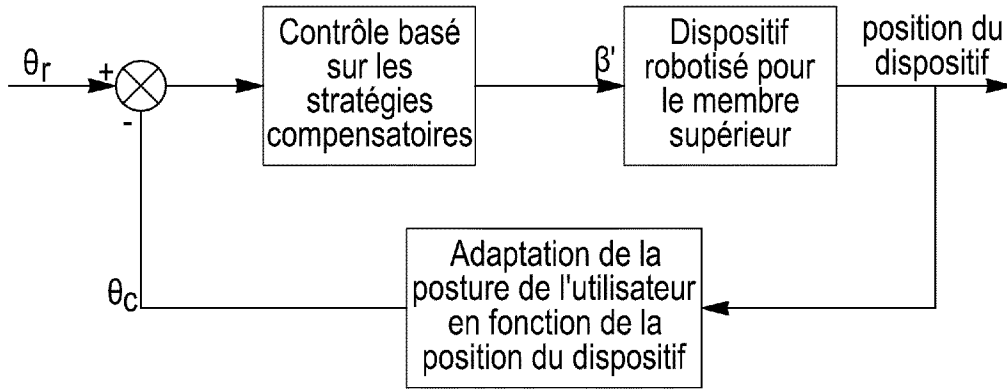 θr
+
-
Contrôle basé
sur les
stratégies
compensatoires
β'
Dispositif
robotisé pour
le membre
supérieur
position du
dispositif
θc
Adaptation de la
posture de l'utilisateur
en fonction de la
position du dispositif